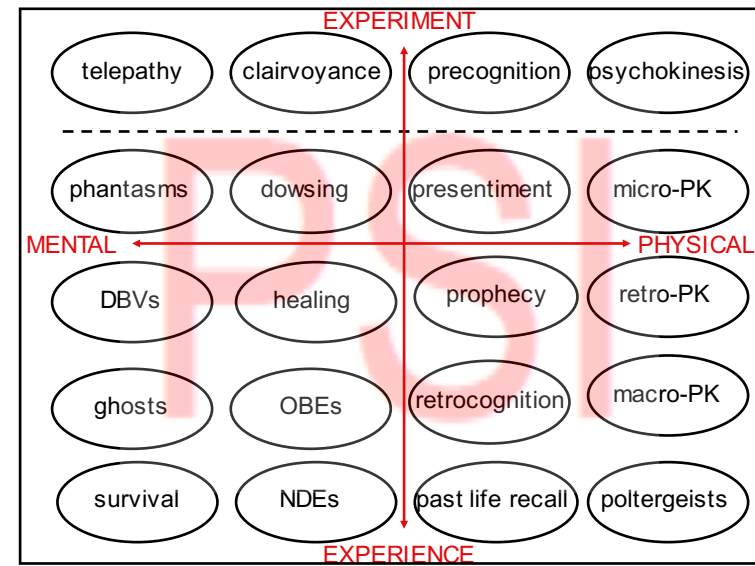 EXPERIMENT
telepathy clairvoyance precognition psychokinesis
phantasms dowsing presentiment micro-PK
MENTAL PHYSICAL
DBVs healing prophecy retro-PK
ghosts OBEs retrocognition macro-PK
survival NDEs past life recall poltergeists
EXPERIENCE
PSI